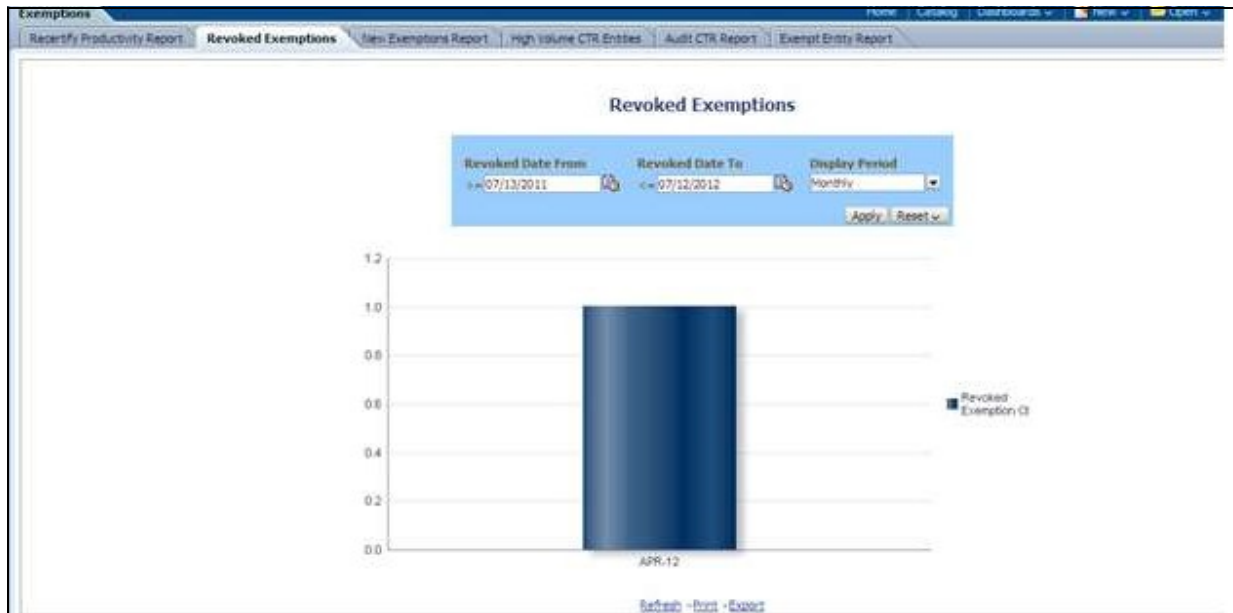 Exemptions Home Catalog Dashboards New Open
Recertify Productivity Report Revoked Exemptions New Exemptions Report High Volume CTR Entities Audit CTR Report Exempt Entity Report
Revoked Exemptions
Revoked Date From Revoked Date To Display Period
>= 07/13/2011 <= 07/12/2012 Monthly
Apply Reset
1.2
1.0
0.8
0.6
0.4
0.2
0.0
Revoked
Exemption Ct
APR-12
Refresh - Print - Export